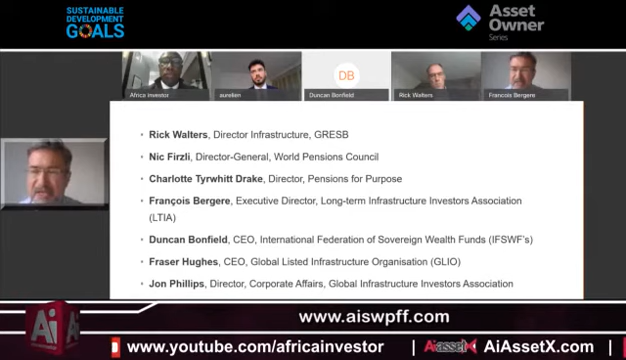 SUSTAINABLE
DEVELOPMENT
GOALS
Asset
Owner
Series
DB
Africa investor
aurelien
Duncan Bonfield
Rick Walters
Francois Bergere
• Rick Walters, Director Infrastructure, GRESB
• Nic Firzli, Director-General, World Pensions Council
• Charlotte Tyrwhitt Drake, Director, Pensions for Purpose
• François Bergere, Executive Director, Long-term Infrastructure Investors Association
(LTIA)
• Duncan Bonfield, CEO, International Federation of Sovereign Wealth Funds (IFSWF's)
• Fraser Hughes, CEO, Global Listed Infrastructure Organisation (GLIO)
• Jon Phillips, Director, Corporate Affairs, Global Infrastructure Investors Association
www.aiswpff.com
Ai
www.youtube.com/africainvestor
AiassetX
AiAssetX.com